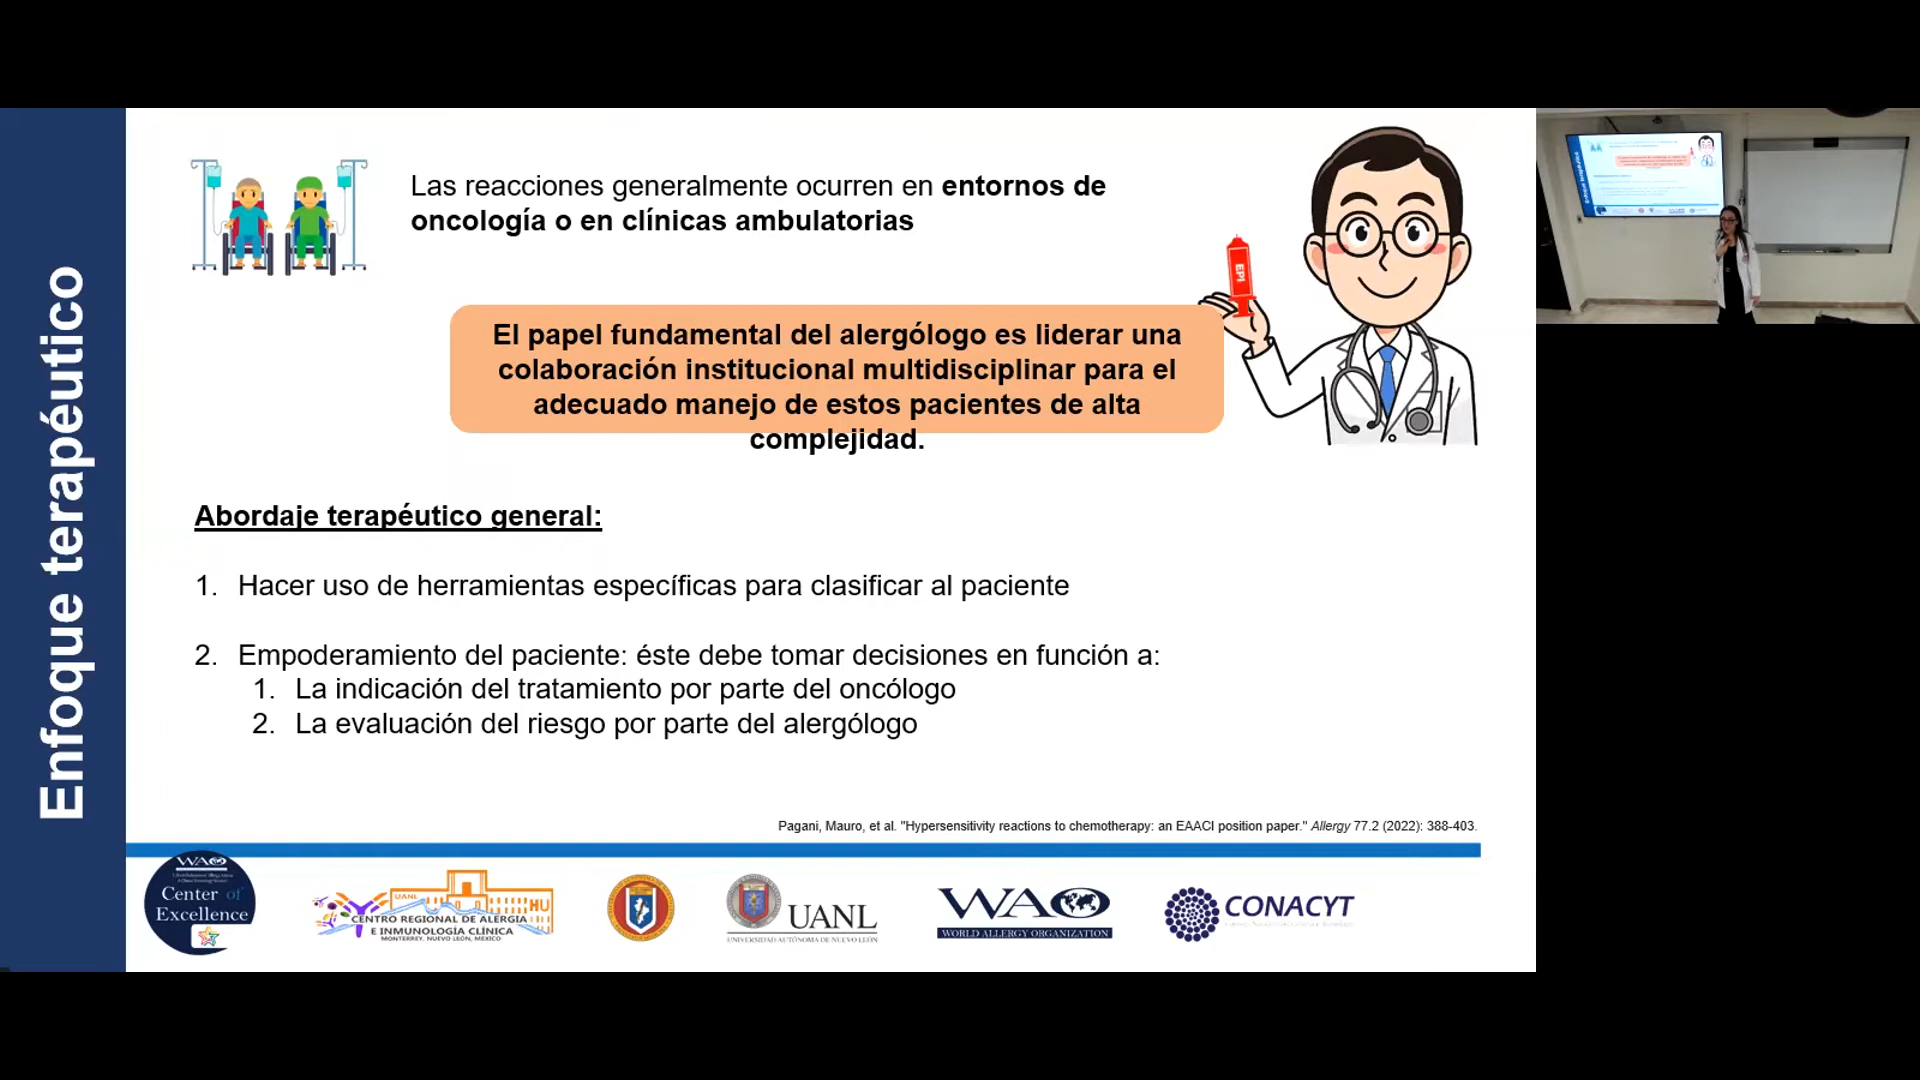 Enfoque terapéutico
Las reacciones generalmente ocurren en entornos de
oncología o en clínicas ambulatorias
EPI
El papel fundamental del alergólogo es liderar una
colaboración institucional multidisciplinar para el
adecuado manejo de estos pacientes de alta
complejidad.
Abordaje terapéutico general:
1. Hacer uso de herramientas específicas para clasificar al paciente
2. Empoderamiento del paciente: éste debe tomar decisiones en función a:
1. La indicación del tratamiento por parte del oncólogo
2. La evaluación del riesgo por parte del alergólogo
Pagani, Mauro, et al. "Hypersensitivity reactions to chemotherapy: an EAACI position paper." Allergy 77.2 (2022): 388-403.
WAO
Center of
Excellence
UANL
HU
CENTRO REGIONAL DE ALERGIA
E INMUNOLOGÍA CLÍNICA
MONTERREY, NUEVO LEÓN, MÉXICO
UANL
UNIVERSIDAD AUTÓNOMA DE NUEVO LEÓN
WAO
WORLD ALLERGY ORGANIZATION
CONACYT